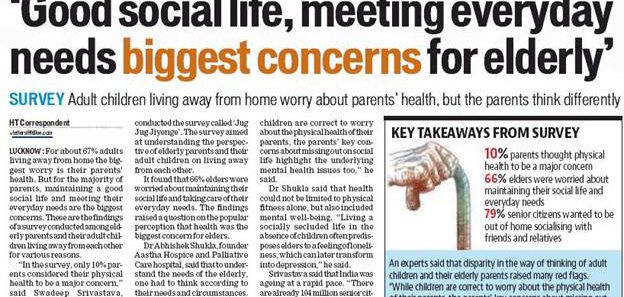 'Good social life, meeting everyday
needs biggest concerns for elderly'
SURVEY Adult children living away from home worry about parents' health, but the parents think differently
HT Correspondent
LUCKNOW: For about 67% adults
living away from home the big-
gest worry is their parents'
health. But for the majority of
parents, maintaining a good
social life and meeting their
everyday needs are the biggest
concerns. These are the findings
of a survey conducted among eld-
erly parents and their adult chil-
dren living away from each other
for various reasons.
"In the survey, only 10% par-
ents considered their physical
health to be a major concern,"
said Swadeep Srivastava,
conducted the survey called 'Jug
Jug Jiyenge'. The survey aimed
at understanding the perspec-
tive of elderly parents and their
adult children on living away
from each other.
It found that 66% elders were
worried about maintaining their
social life and taking care of their
everyday needs. The findings
raised a question on the popular
perception that health was the
biggest concern for elders.
Dr Abhishek Shukla, founder
Aastha Hospice and Palliative
Care hospital, said that to under-
stand the needs of the elderly,
one had to think according to
their needs and circumstances.
children are correct to worry
about the physical health of their
parents, the parents' key con-
cerns about missing out on social
life highlight the underlying
mental health issues too," he
said.
Dr Shukla said that health
could not be limited to physical
fitness alone, but also included
mental well-being. "Living a
socially secluded life in the
absence of children often predis-
poses elders to a feeling of loneli-
ness, which can later transform
into depression," he said.
Srivastava said that India was
ageing at a rapid pace. "There
are already 104 million senior cit-
KEY TAKEAWAYS FROM SURVEY
10% parents thought physical
health to be a major concern
66% elders were worried about
maintaining their social life and
everyday needs
79% senior citizens wanted to be
out of home socialising with
friends and relatives
An experts said that disparity in the way of thinking of adult
children and their elderly parents raised many red flags.
"While children are correct to worry about the physical health
of their parents, the parents' key concerns about missing out